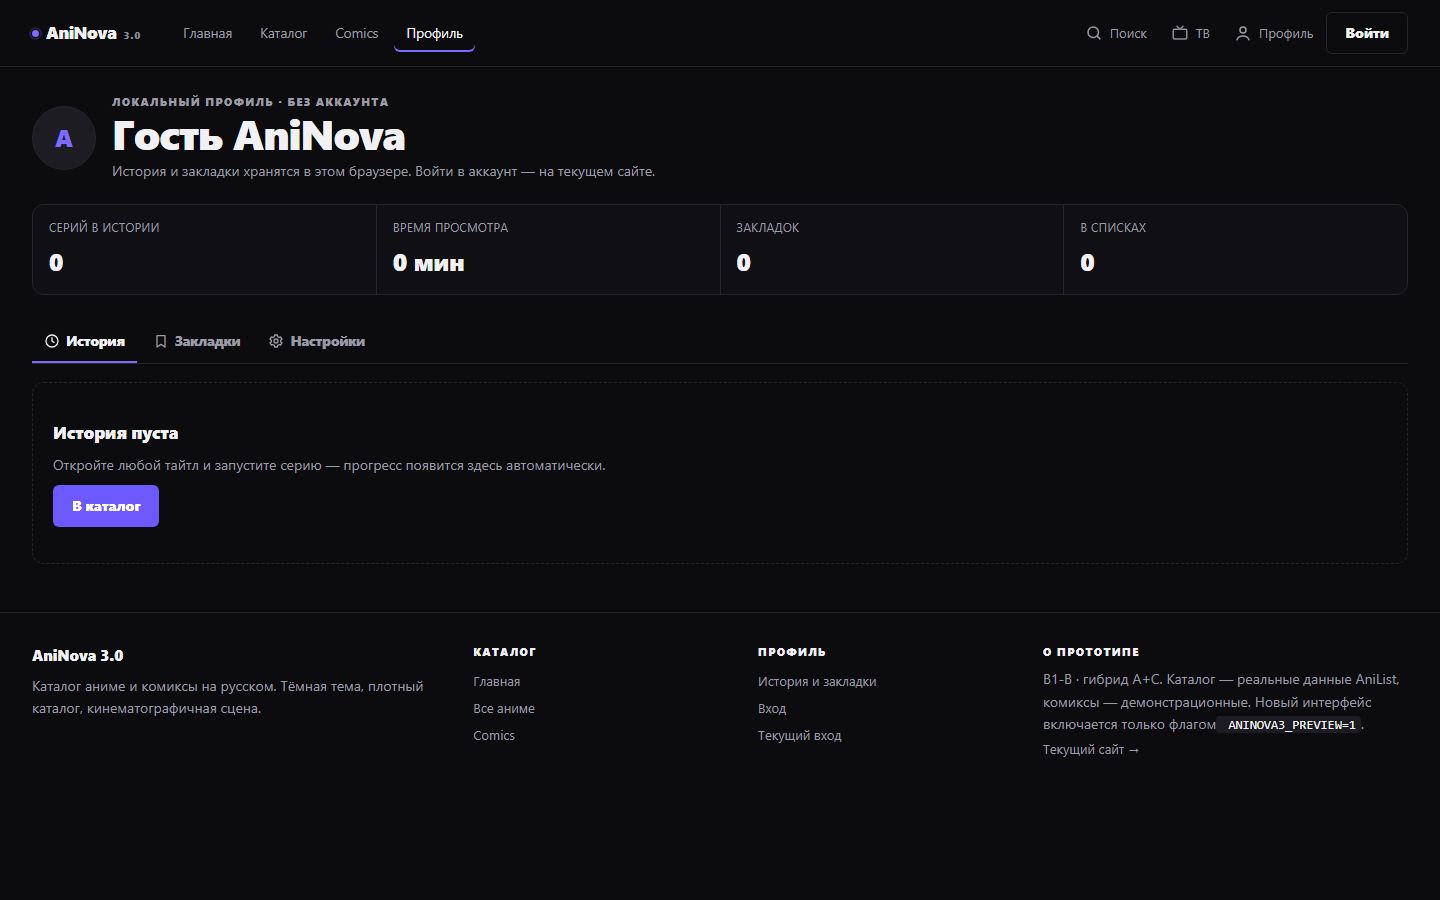 AniNova 3.0
Главная
Каталог
Comics
Профиль
Поиск
ТВ
Профиль
Войти
A
ЛОКАЛЬНЫЙ ПРОФИЛЬ · БЕЗ АККАУНТА
Гость AniNova
История и закладки хранятся в этом браузере. Войти в аккаунт — на текущем сайте.
СЕРИЙ В ИСТОРИИ
0
ВРЕМЯ ПРОСМОТРА
0 мин
ЗАКЛАДОК
0
В СПИСКАХ
0
История
Закладки
Настройки
История пуста
Откройте любой тайтл и запустите серию — прогресс появится здесь автоматически.
В каталог
AniNova 3.0
Каталог аниме и комиксы на русском. Тёмная тема, плотный
каталог, кинематографичная сцена.
КАТАЛОГ
Главная
Все аниме
Comics
ПРОФИЛЬ
История и закладки
Вход
Текущий вход
О ПРОТОТИПЕ
B1-B · гибрид A+C. Каталог — реальные данные AniList,
комиксы — демонстрационные. Новый интерфейс
включается только флагом ANINOVA3_PREVIEW=1.
Текущий сайт →